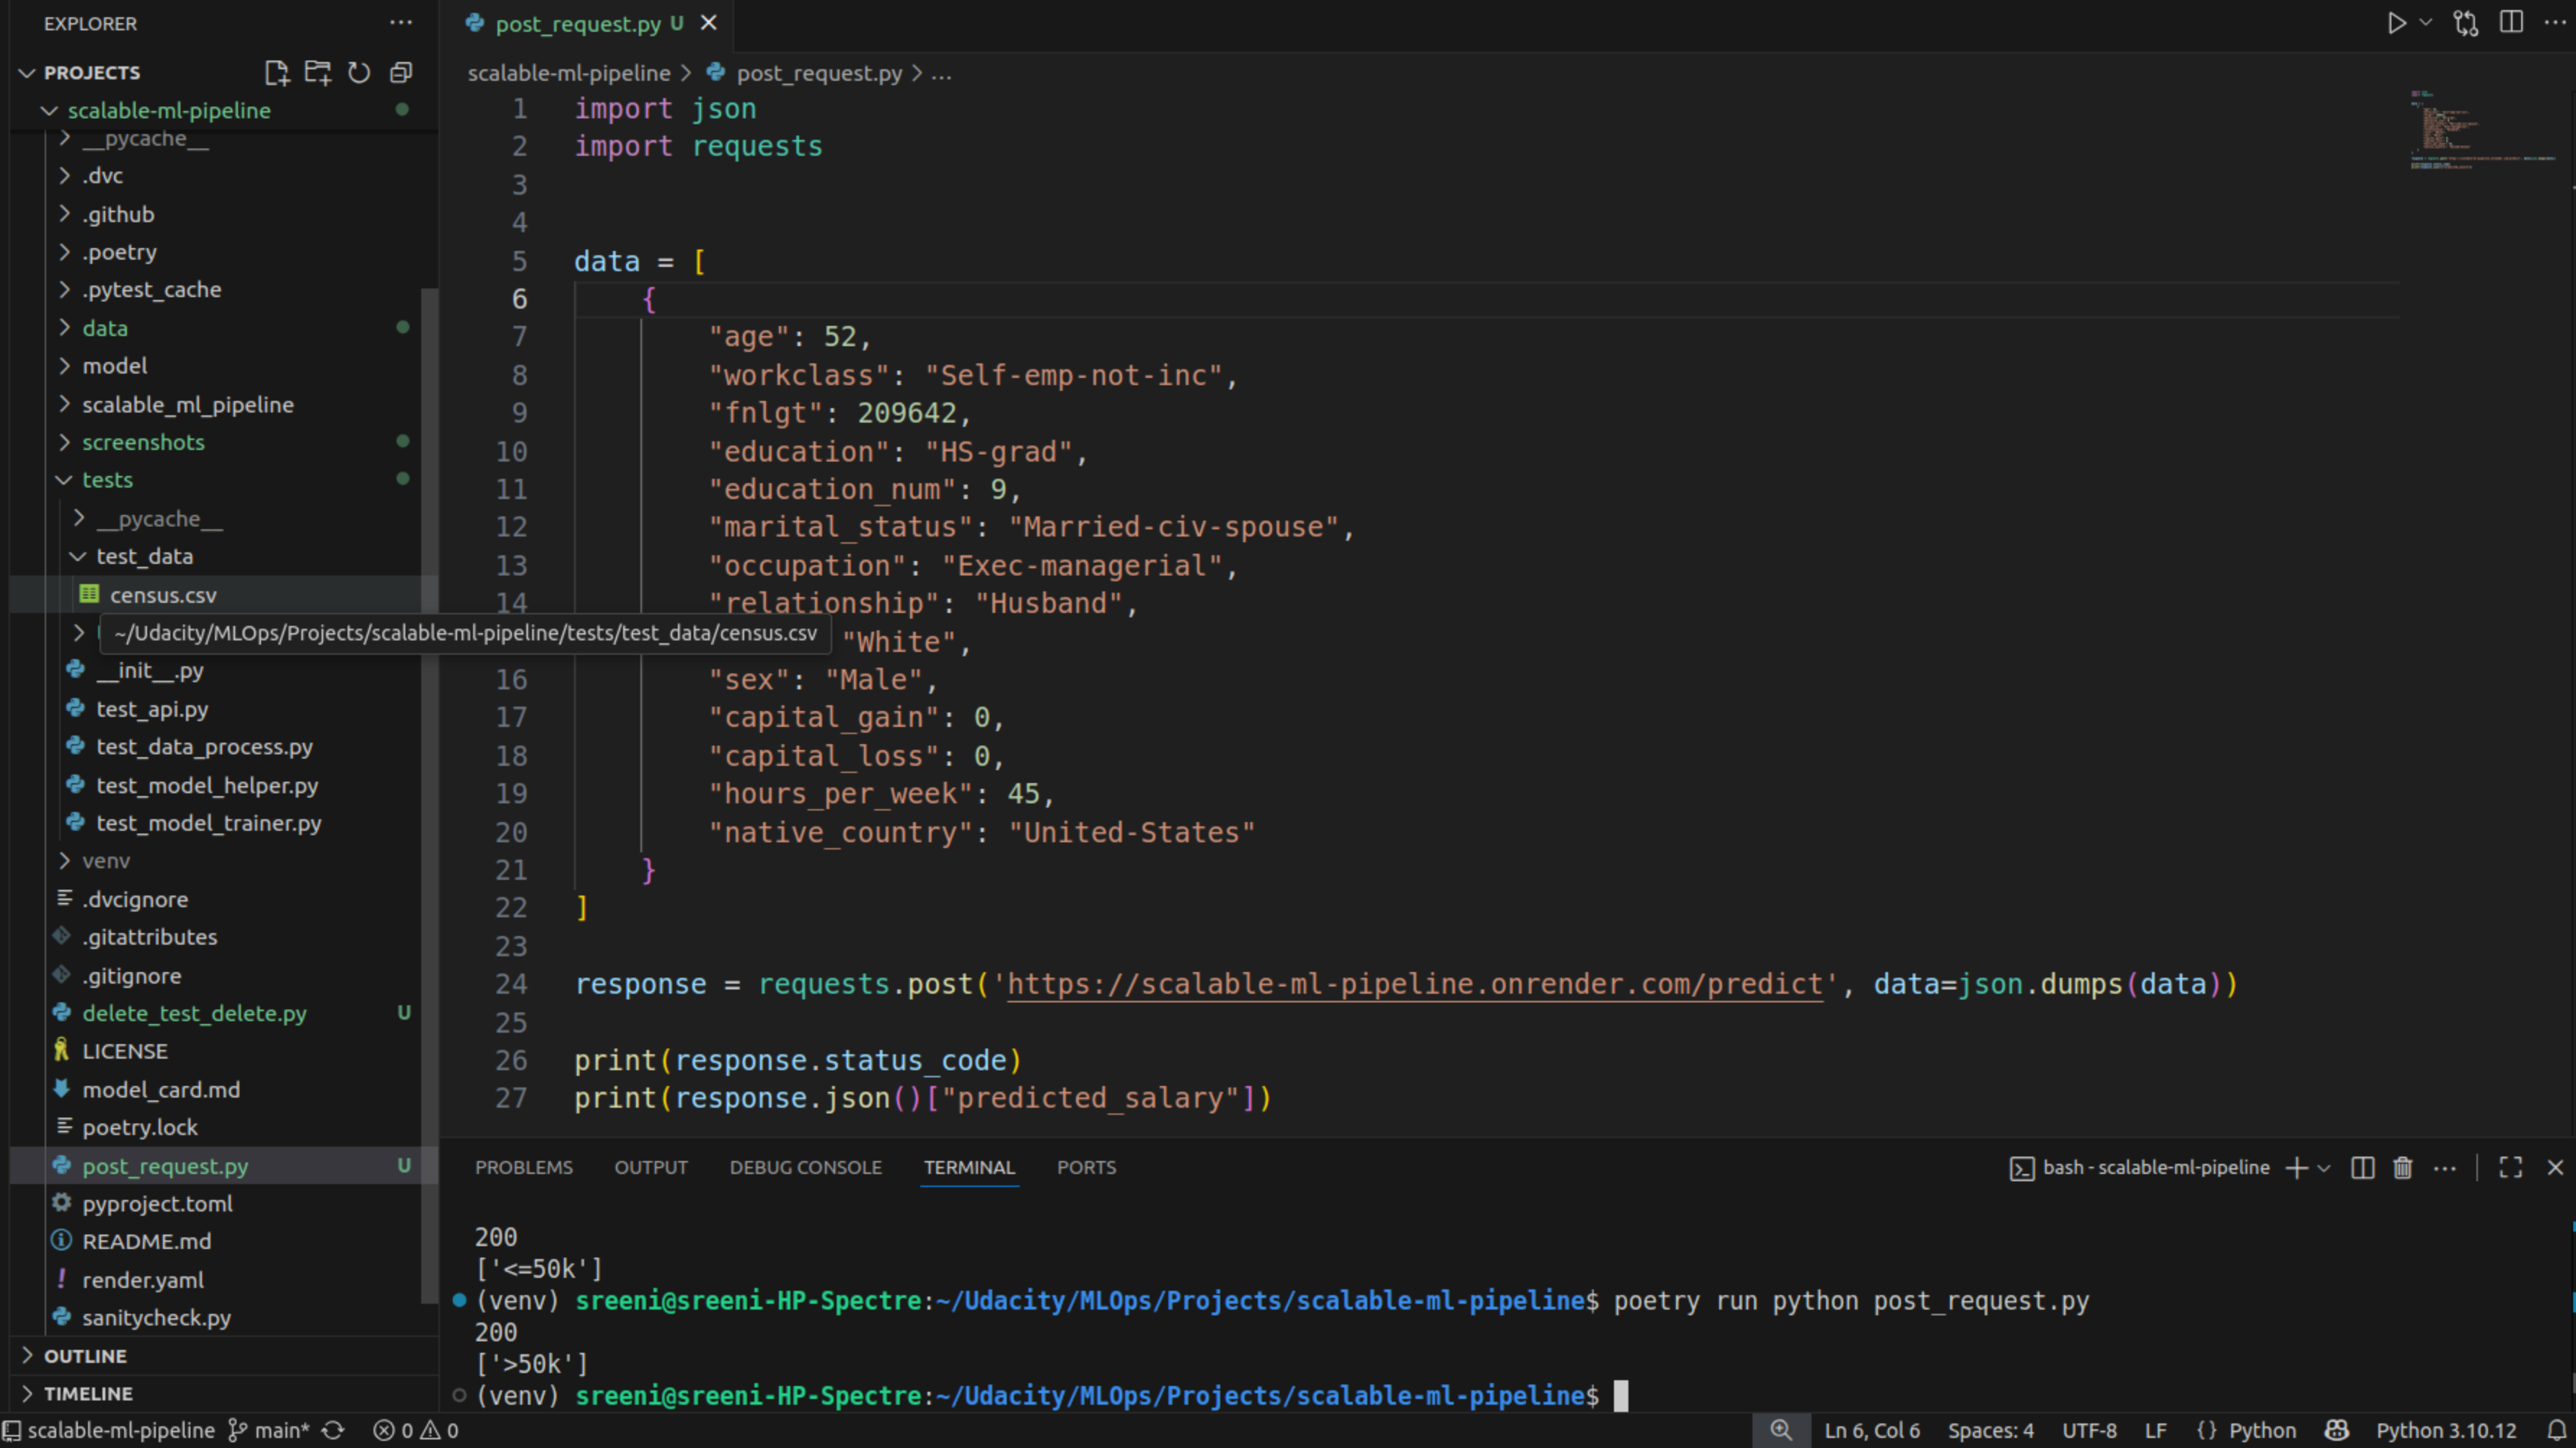 EXPLORER
PROJECTS
scalable-ml-pipeline
__pycache__
.dvc
.github
.poetry
.pytest_cache
data
model
scalable_ml_pipeline
screenshots
tests
__pycache__
test_data
census.csv
~/Udacity/MLOps/Projects/scalable-ml-pipeline/tests/test_data/census.csv
__init__.py
test_api.py
test_data_process.py
test_model_helper.py
test_model_trainer.py
venv
.dvcignore
.gitattributes
.gitignore
delete_test_delete.py U
LICENSE
model_card.md
poetry.lock
post_request.py U
pyproject.toml
README.md
render.yaml
sanitycheck.py
OUTLINE
TIMELINE
post_request.py U
scalable-ml-pipeline > post_request.py > ...
1 import json
2 import requests
3
4
5 data = [
6 {
7 "age": 52,
8 "workclass": "Self-emp-not-inc",
9 "fnlgt": 209642,
10 "education": "HS-grad",
11 "education_num": 9,
12 "marital_status": "Married-civ-spouse",
13 "occupation": "Exec-managerial",
14 "relationship": "Husband",
"White",
16 "sex": "Male",
17 "capital_gain": 0,
18 "capital_loss": 0,
19 "hours_per_week": 45,
20 "native_country": "United-States"
21 }
22 ]
23
24 response = requests.post('https://scalable-ml-pipeline.onrender.com/predict', data=json.dumps(data))
25
26 print(response.status_code)
27 print(response.json()["predicted_salary"])
PROBLEMS OUTPUT DEBUG CONSOLE TERMINAL PORTS
bash - scalable-ml-pipeline
200
['<=50k']
(venv) sreeni@sreeni-HP-Spectre:~/Udacity/MLOps/Projects/scalable-ml-pipeline$ poetry run python post_request.py
200
['>50k']
(venv) sreeni@sreeni-HP-Spectre:~/Udacity/MLOps/Projects/scalable-ml-pipeline$
scalable-ml-pipeline main* 0 0 Ln 6, Col 6 Spaces: 4 UTF-8 LF {} Python Python 3.10.12